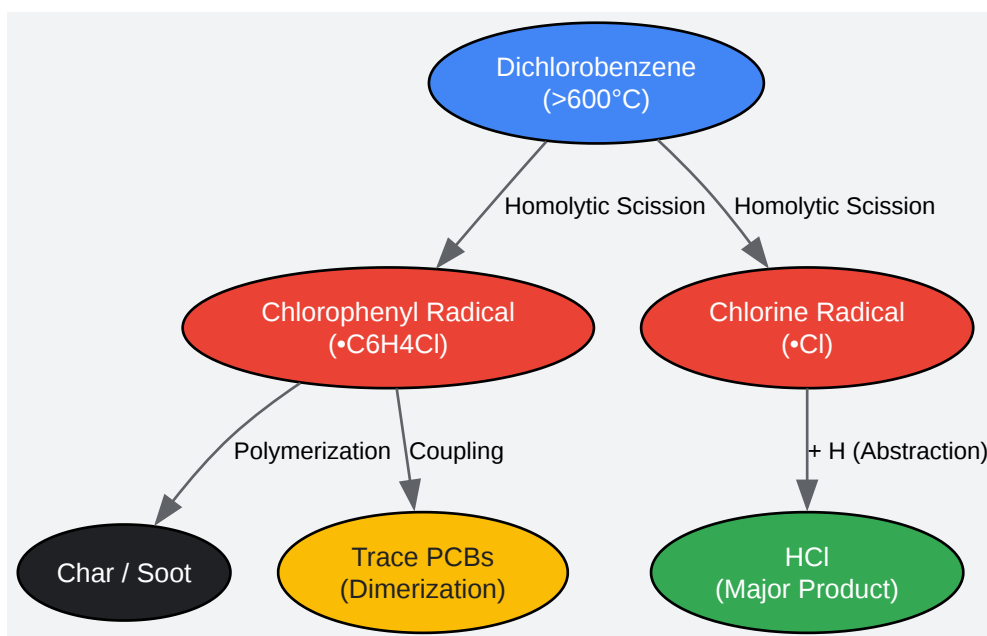 Dichlorobenzene
(>600°C)
Homolytic Scission
Homolytic Scission
Chlorophenyl Radical
(•C6H4Cl)
Chlorine Radical
(•Cl)
Polymerization
Coupling
+ H (Abstraction)
Char / Soot
Trace PCBs
(Dimerization)
HCl
(Major Product)